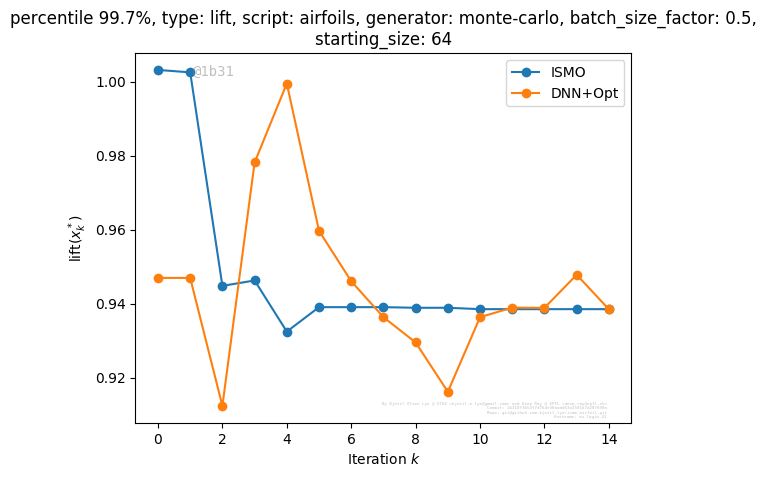 percentile 99.7%, type: lift, script: airfoils, generator: monte-carlo, batch_size_factor: 0.5,
starting_size: 64
@1b31
ISMO
DNN+Opt
1.00
0.98
0.96
0.94
0.92
lift(x*k)
0 2 4 6 8 10 12 14
Iteration k